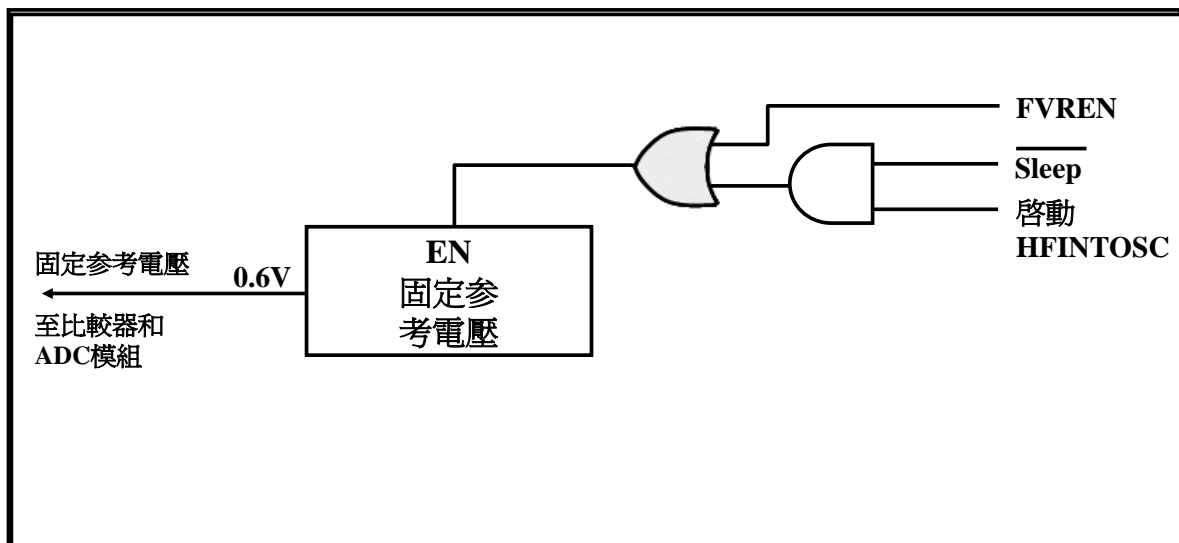 FVREN
Sleep
啓動
HFINTOSC
EN
固定参
考電壓
固定参考電壓
0.6V
至比較器和
ADC模組